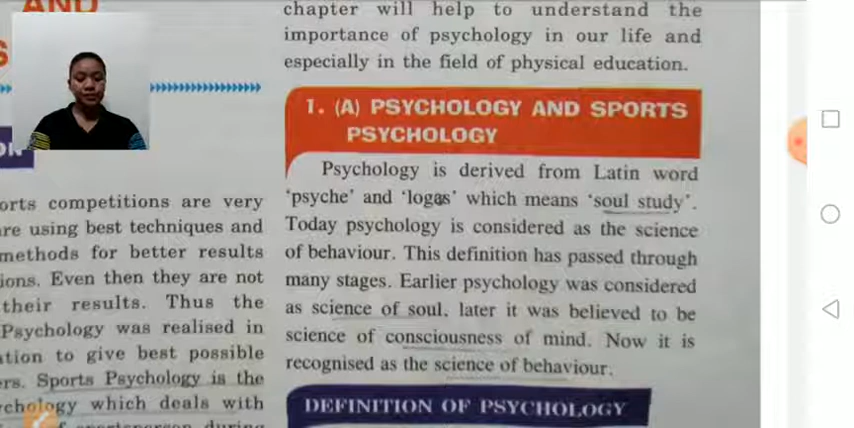 AND
S
ON
orts competitions are very
re using best techniques and
methods for better results
ions. Even then they are not
their results. Thus the
Psychology was realised in
ation to give best possible
ers. Sports Psychology is the
ychology which deals with
sportsperson during
chapter will help to understand the
importance of psychology in our life and
especially in the field of physical education.
1. (A) PSYCHOLOGY AND SPORTS
PSYCHOLOGY
Psychology is derived from Latin word
'psyche' and 'logas' which means 'soul study'.
Today psychology is considered as the science
of behaviour. This definition has passed through
many stages. Earlier psychology was considered
as science of soul, later it was believed to be
science of consciousness of mind. Now it is
recognised as the science of behaviour.
DEFINITION OF PSYCHOLOGY